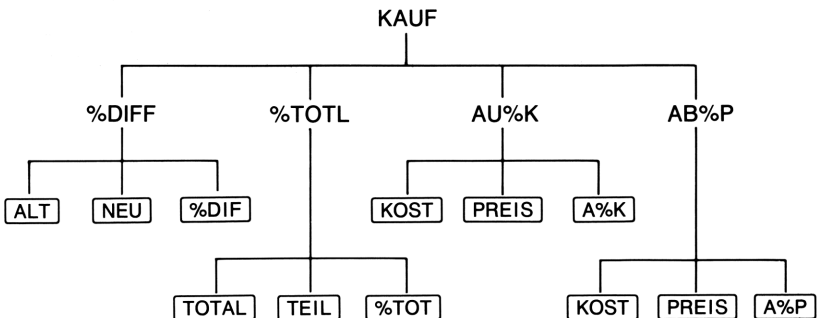 KAUF
%DIFF %TOTL AU%K AB%P
ALT NEU %DIF KOST PREIS A%K
TOTAL TEIL %TOT KOST PREIS A%P